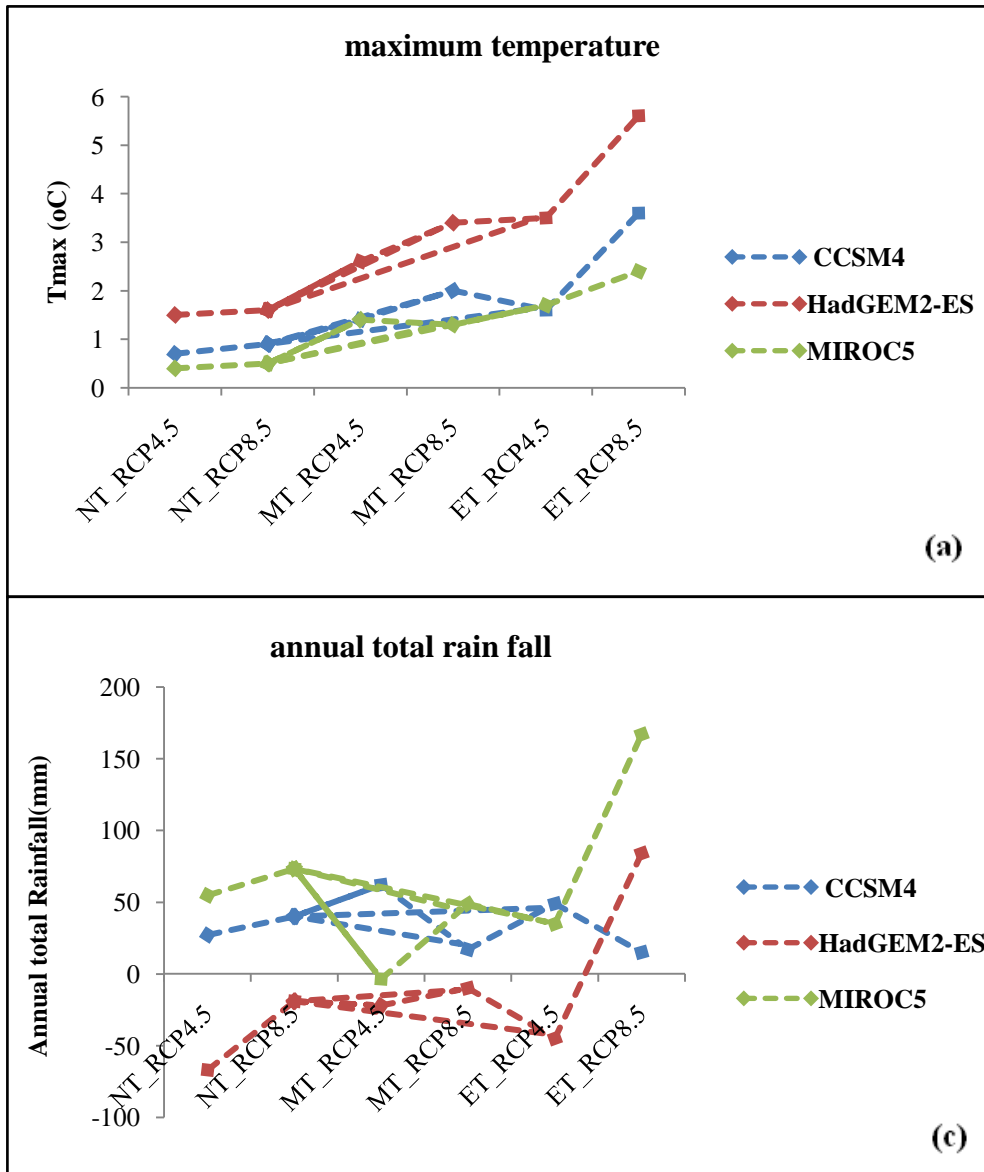 maximum temperature
6
5
4
3
2
1
0
Tmax (oC)
NT_RCP4.5
NT_RCP8.5
MT_RCP4.5
MT_RCP8.5
ET_RCP4.5
ET_RCP8.5
CCSM4
HadGEM2-ES
MIROC5
(a)
annual total rain fall
200
150
100
50
0
-50
-100
Annual total Rainfall(mm)
NT_RCP4.5
NT_RCP8.5
MT_RCP4.5
MT_RCP8.5
ET_RCP4.5
ET_RCP8.5
CCSM4
HadGEM2-ES
MIROC5
(c)